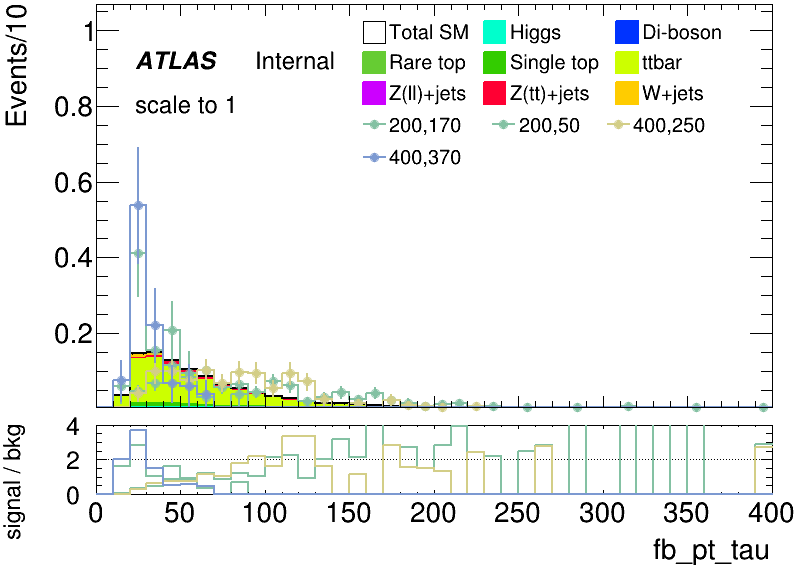 Events/10
1
0.8
0.6
0.4
0.2
ATLAS Internal
scale to 1
Total SM Higgs Di-boson
Rare top Single top ttbar
Z(ll)+jets Z(tt)+jets W+jets
200,170 200,50 400,250
400,370
signal / bkg
4
2
0
0 50 100 150 200 250 300 350 400
fb_pt_tau